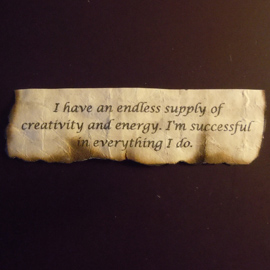 I have an endless supply of
creativity and energy. I'm successful
in everything I do.